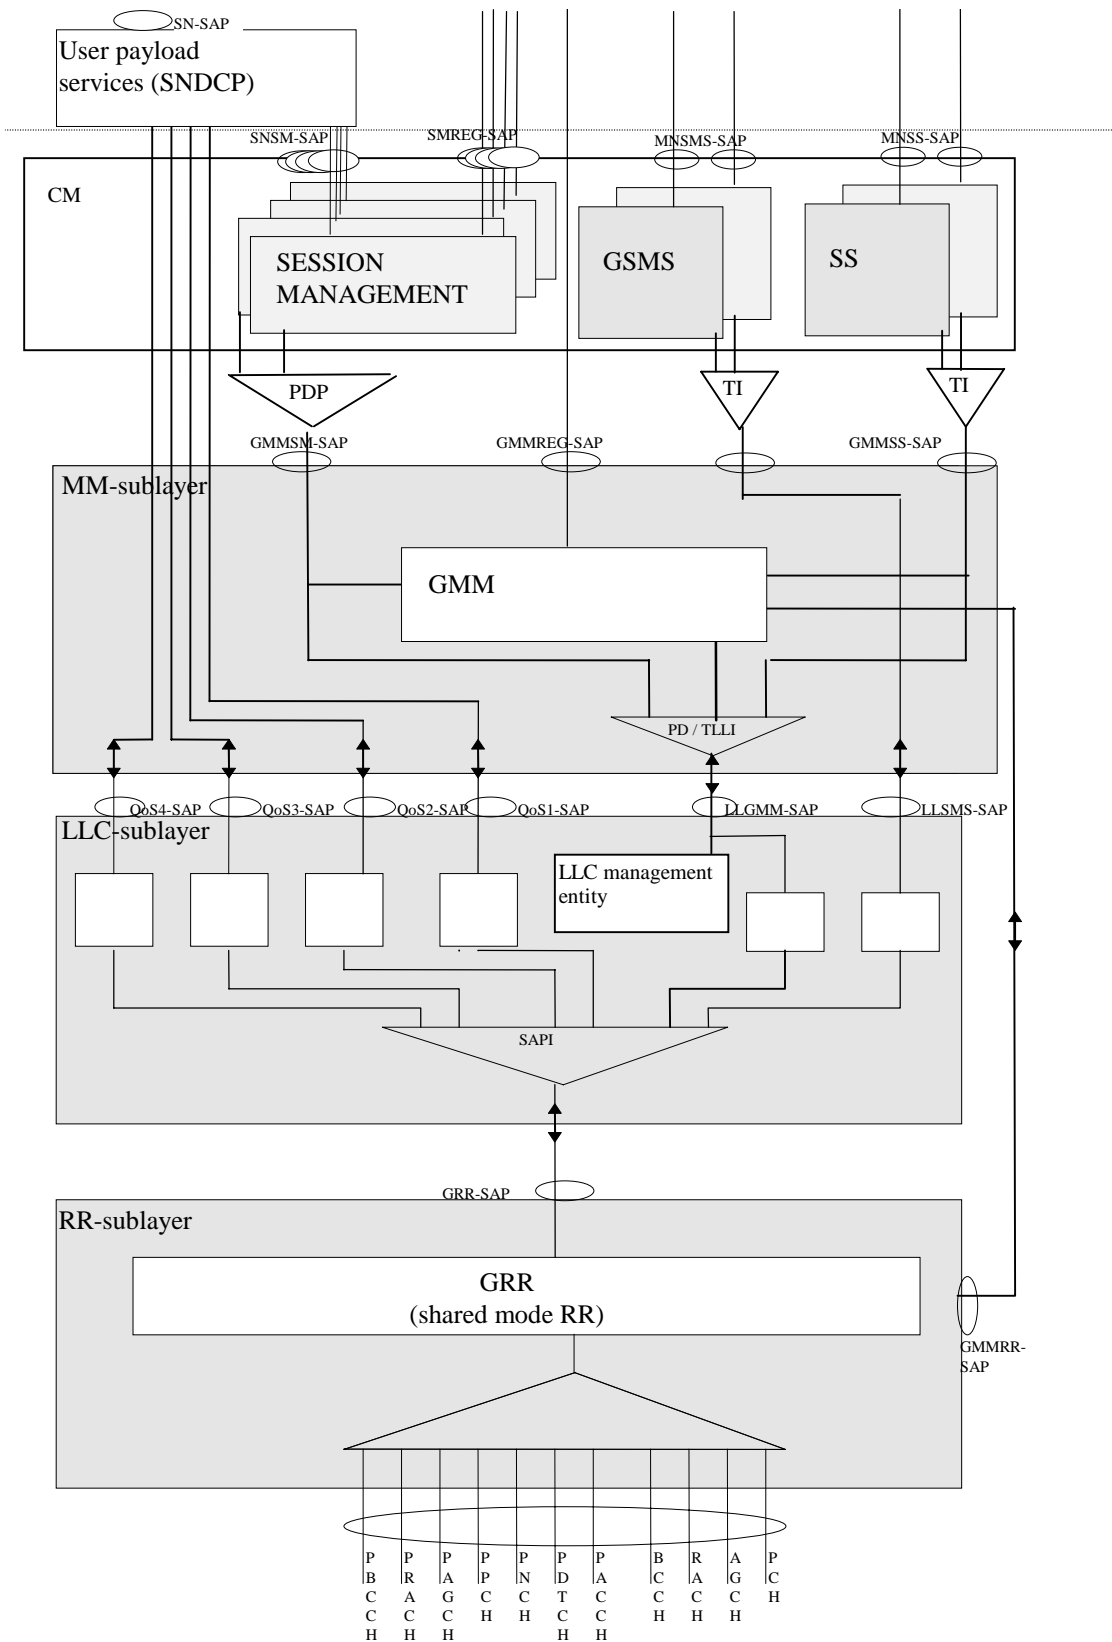 SN-SAP
User payload
services (SNDCP)
SNSM-SAP
SMREG-SAP
MNSMS-SAP
MNSS-SAP
CM
SESSION
MANAGEMENT
GSMS
SS
PDP
TI
TI
GMMSM-SAP
GMMREG-SAP
GMMSS-SAP
MM-sublayer
GMM
PD / TLLI
QoS4-SAP
QoS3-SAP
QoS2-SAP
QoS1-SAP
LLGMM-SAP
LLSMS-SAP
LLC-sublayer
LLC management
entity
SAPI
GRR-SAP
RR-sublayer
GRR
(shared mode RR)
GMMRR-
SAP
PBCCH
PRACH
PAGCH
PPCH
PNCH
PDTCH
PACCH
BCCH
RACH
AGCH
PCH